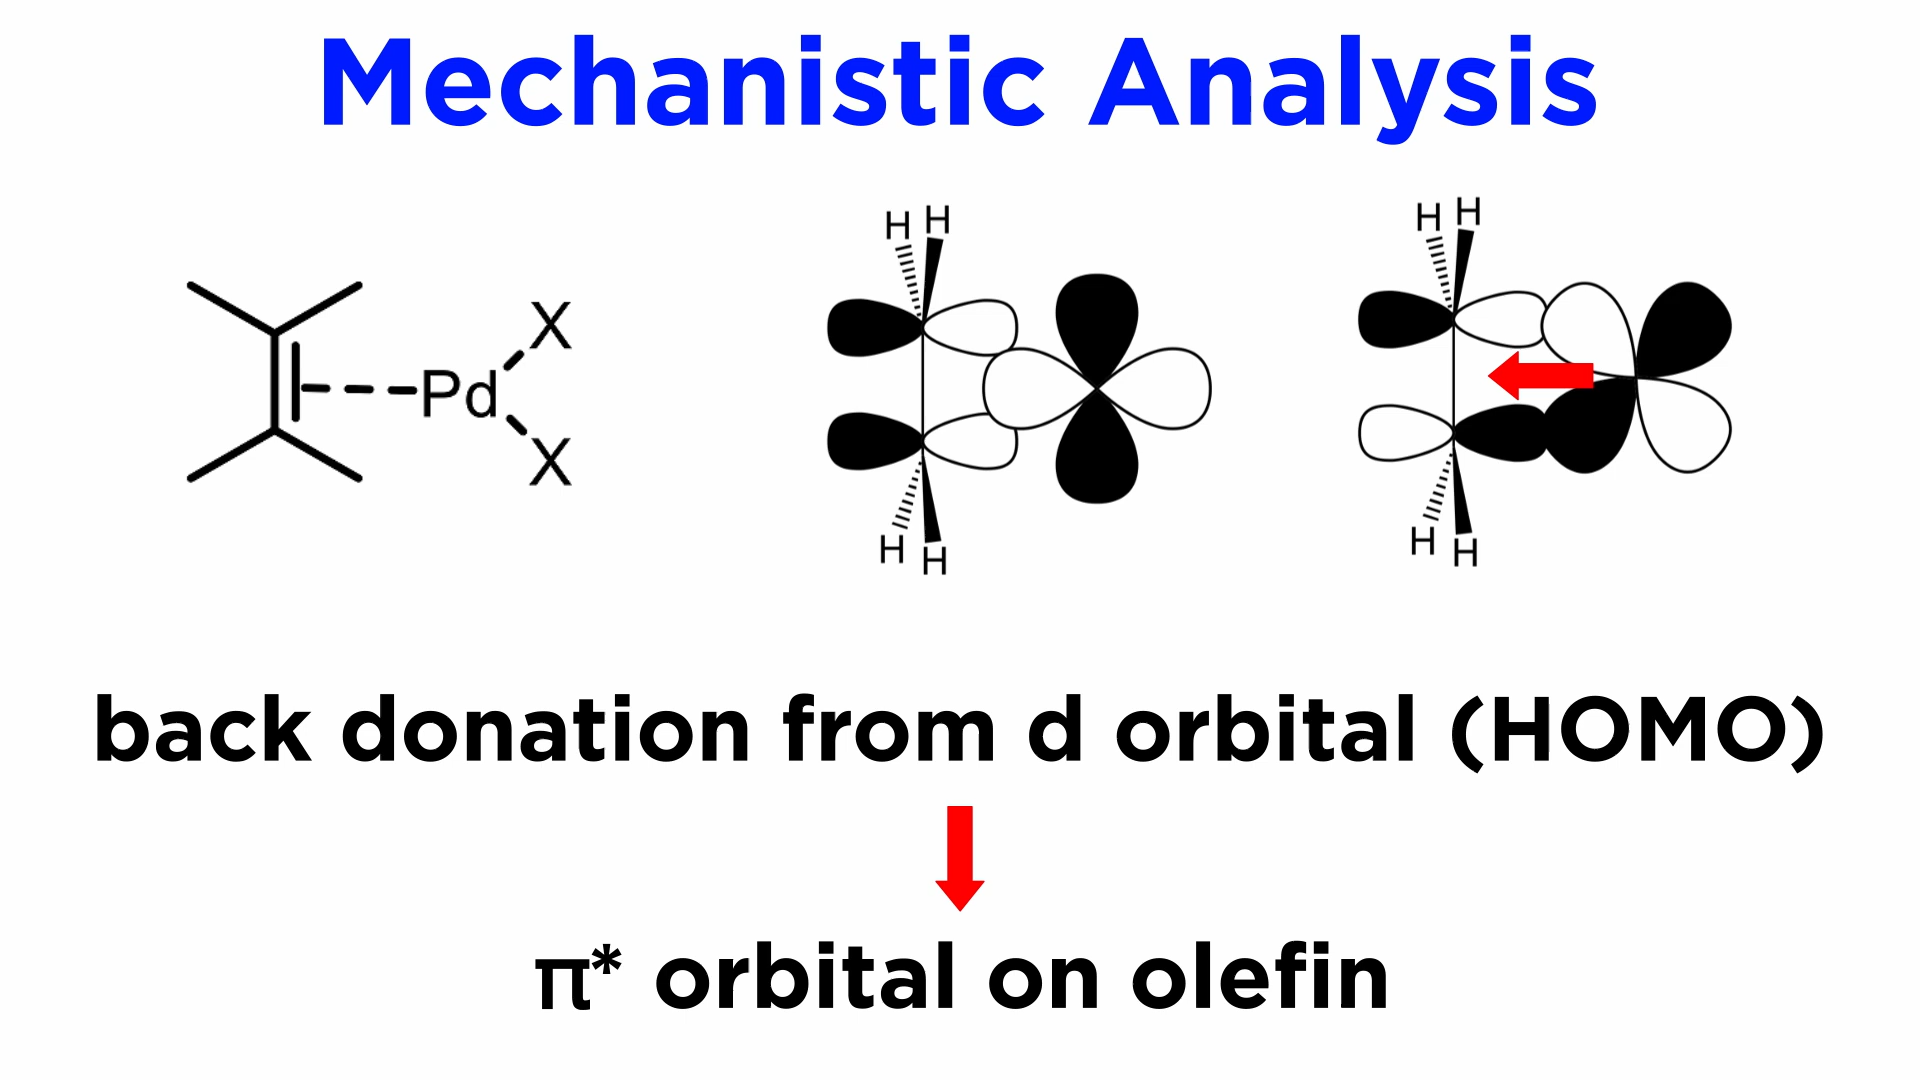 Mechanistic Analysis
Pd
X
X
H H
H H
H H
H H
back donation from d orbital (HOMO)
π* orbital on olefin